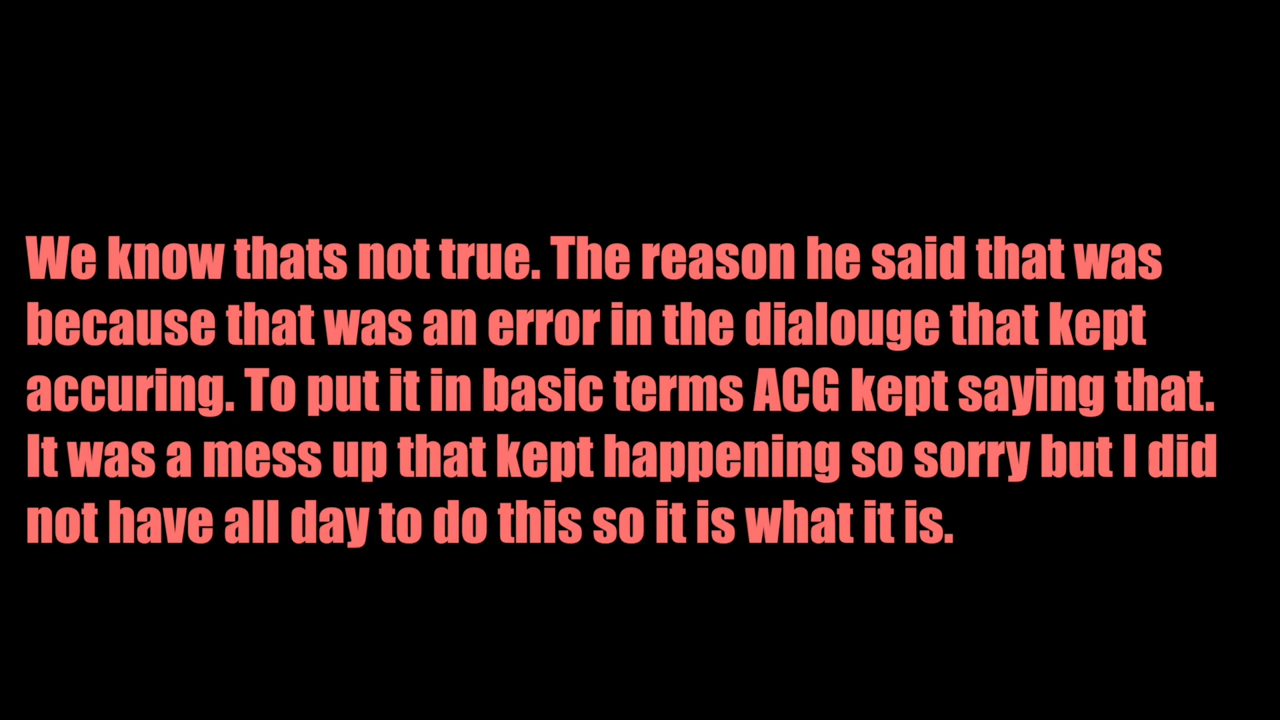 We know thats not true. The reason he said that was
because that was an error in the dialouge that kept
accuring. To put it in basic terms ACG kept saying that.
It was a mess up that kept happening so sorry but I did
not have all day to do this so it is what it is.